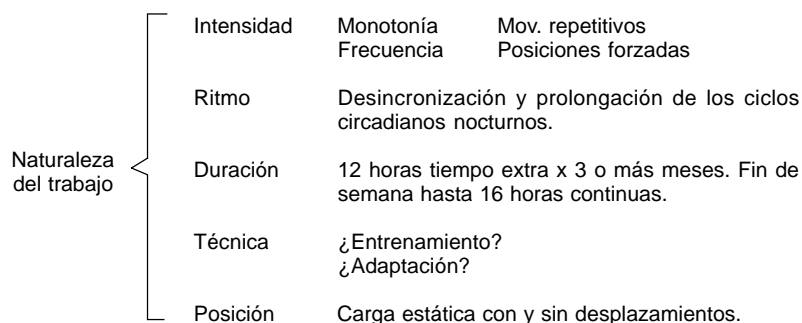 Naturaleza
del trabajo
Intensidad Monotonía Mov. repetitivos
Frecuencia Posiciones forzadas
Ritmo Desincronización y prolongación de los ciclos
circadianos nocturnos.
Duración 12 horas tiempo extra x 3 o más meses. Fin de
semana hasta 16 horas continuas.
Técnica ¿Entrenamiento?
¿Adaptación?
Posición Carga estática con y sin desplazamientos.